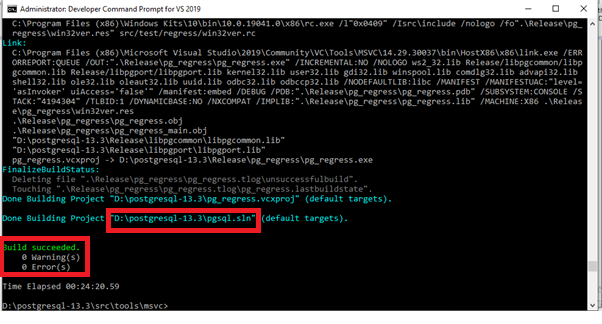 Administrator: Developer Command Prompt for VS 2019
C:\Program Files (x86)\Windows Kits\10\bin\10.0.19041.0\x86\rc.exe /l"0x0409" /Isrc/include /nologo /fo".\Release\pg_
regress\win32ver.res" src/test/regress/win32ver.rc
Link:
C:\Program Files (x86)\Microsoft Visual Studio\2019\Community\VC\Tools\MSVC\14.29.30037\bin\HostX86\x86\link.exe /ERR
ORREPORT:QUEUE /OUT:".\Release\pg_regress\pg_regress.exe" /INCREMENTAL:NO /NOLOGO ws2_32.lib Release/libpgcommon/libp
gcommon.lib Release/libpgport/libpgport.lib kernel32.lib user32.lib gdi32.lib winspool.lib comdlg32.lib advapi32.lib
shell32.lib ole32.lib oleaut32.lib uuid.lib odbc32.lib odbccp32.lib /NODEFAULTLIB:libc /MANIFEST /MANIFESTUAC:"level=
'asInvoker' uiAccess='false'" /manifest:embed /DEBUG /PDB:".\Release\pg_regress\pg_regress.pdb" /SUBSYSTEM:CONSOLE /S
TACK:"4194304" /TLBID:1 /DYNAMICBASE:NO /NXCOMPAT /IMPLIB:".\Release\pg_regress\pg_regress.lib" /MACHINE:X86 .\Releas
e\pg_regress\win32ver.res
.\Release\pg_regress\pg_regress.obj
.\Release\pg_regress\pg_regress_main.obj
"D:\postgresql-13.3\Release\libpgcommon\libpgcommon.lib"
"D:\postgresql-13.3\Release\libpgport\libpgport.lib"
pg_regress.vcxproj -> D:\postgresql-13.3\Release\pg_regress\pg_regress.exe
FinalizeBuildStatus:
Deleting file ".\Release\pg_regress\pg_regress.tlog\unsuccessfulbuild".
Touching ".\Release\pg_regress\pg_regress.tlog\pg_regress.lastbuildstate".
Done Building Project "D:\postgresql-13.3\pg_regress.vcxproj" (default targets).
Done Building Project "D:\postgresql-13.3\pgsql.sln" (default targets).
Build succeeded.
0 Warning(s)
0 Error(s)
Time Elapsed 00:24:20.59
D:\postgresql-13.3\src\tools\msvc>